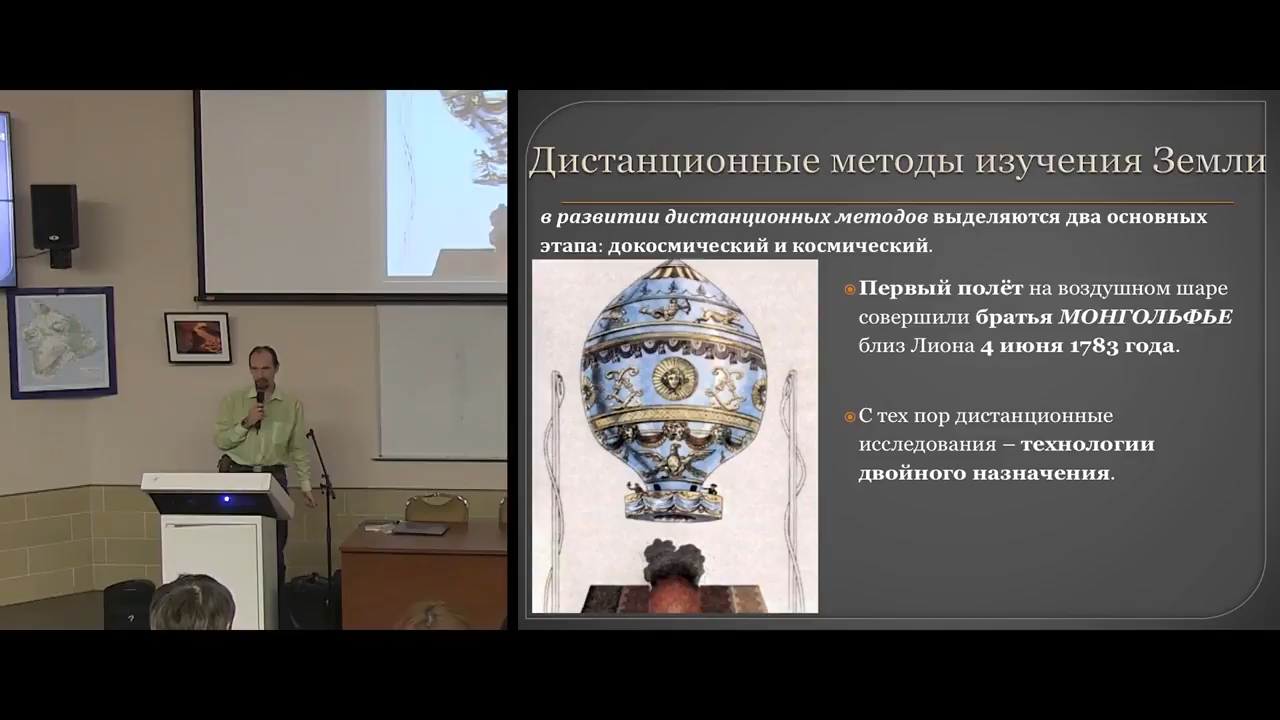 Дистанционные методы изучения Земли
в развитии дистанционных методов выделяются два основных
этапа: докосмический и космический.
Первый полёт на воздушном шаре
совершили братья МОНГОЛЬФЬЕ
близ Лиона 4 июня 1783 года.
С тех пор дистанционные
исследования – технологии
двойного назначения.